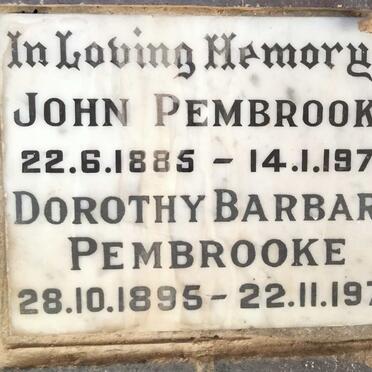 In Loving Memory
JOHN PEMBROOK
22.6.1885 – 14.1.197
DOROTHY BARBAR
PEMBROOKE
28.10.1895 – 22.11.197